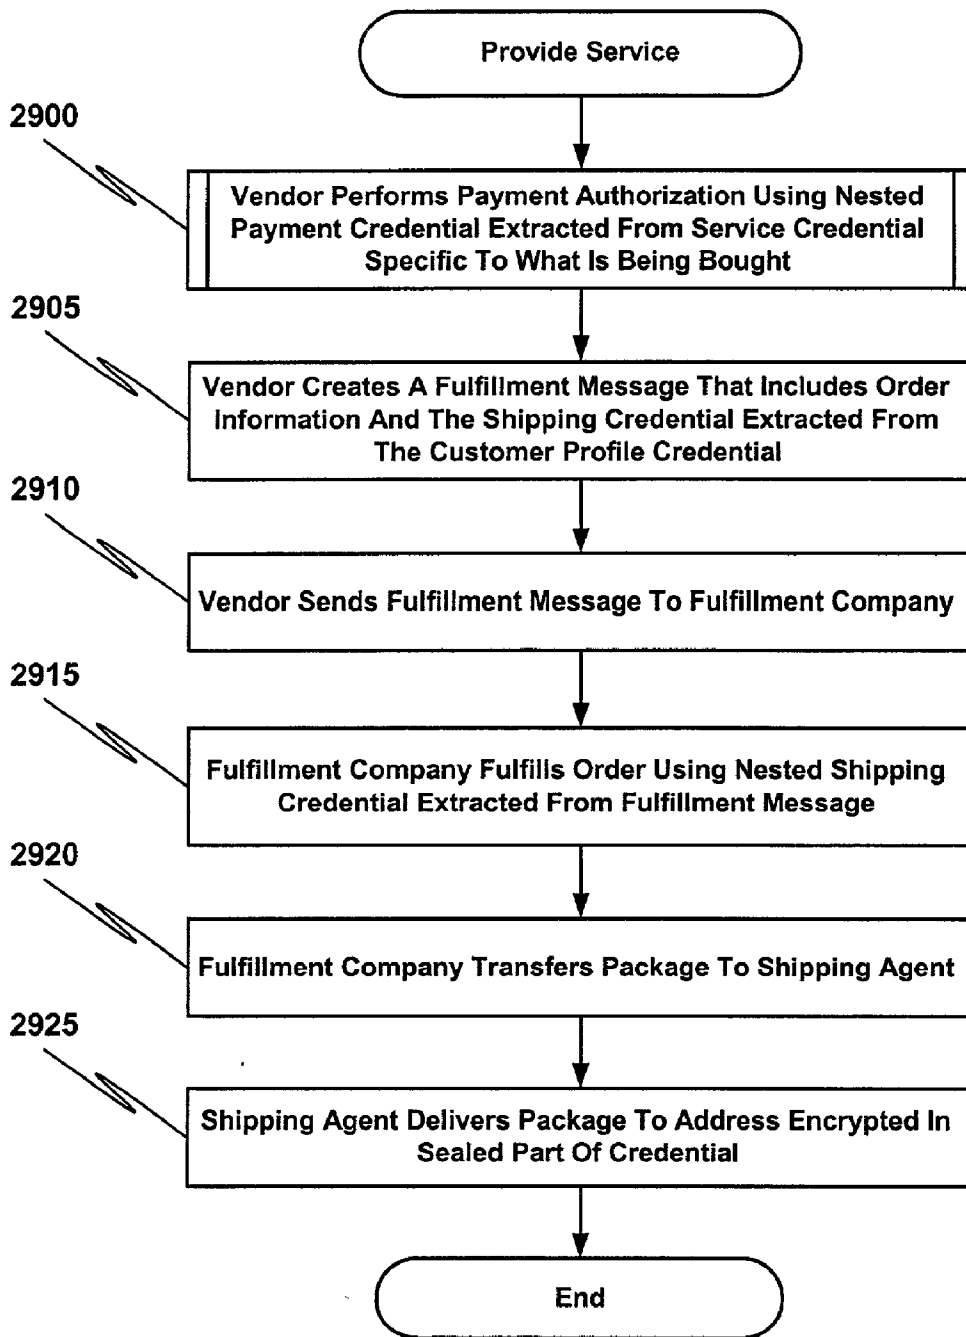 Provide Service
2900
Vendor Performs Payment Authorization Using Nested
Payment Credential Extracted From Service Credential
Specific To What Is Being Bought
2905
Vendor Creates A Fulfillment Message That Includes Order
Information And The Shipping Credential Extracted From
The Customer Profile Credential
2910
Vendor Sends Fulfillment Message To Fulfillment Company
2915
Fulfillment Company Fulfills Order Using Nested Shipping
Credential Extracted From Fulfillment Message
2920
Fulfillment Company Transfers Package To Shipping Agent
2925
Shipping Agent Delivers Package To Address Encrypted In
Sealed Part Of Credential
End